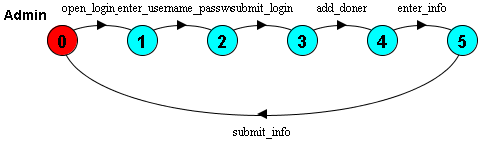 Admin
open_login enter_username_passw submit_login add_doner enter_info
0 1 2 3 4 5
submit_info